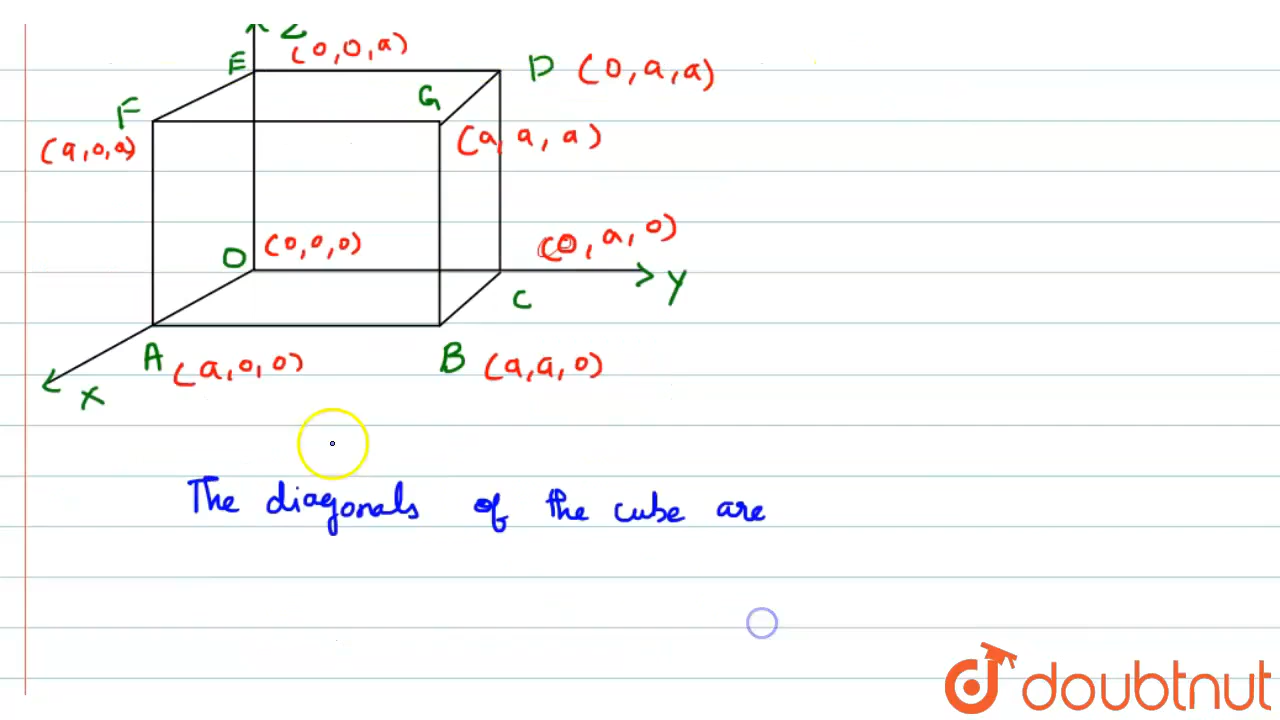 Z
E (0,0,a)
D (0,a,a)
G
F
(a,a,a)
(a,0,a)
(0,a,0)
O (0,0,0)
Y
C
A (a,0,0)
B (a,a,0)
X
The diagonals of the cube are
doubtnut